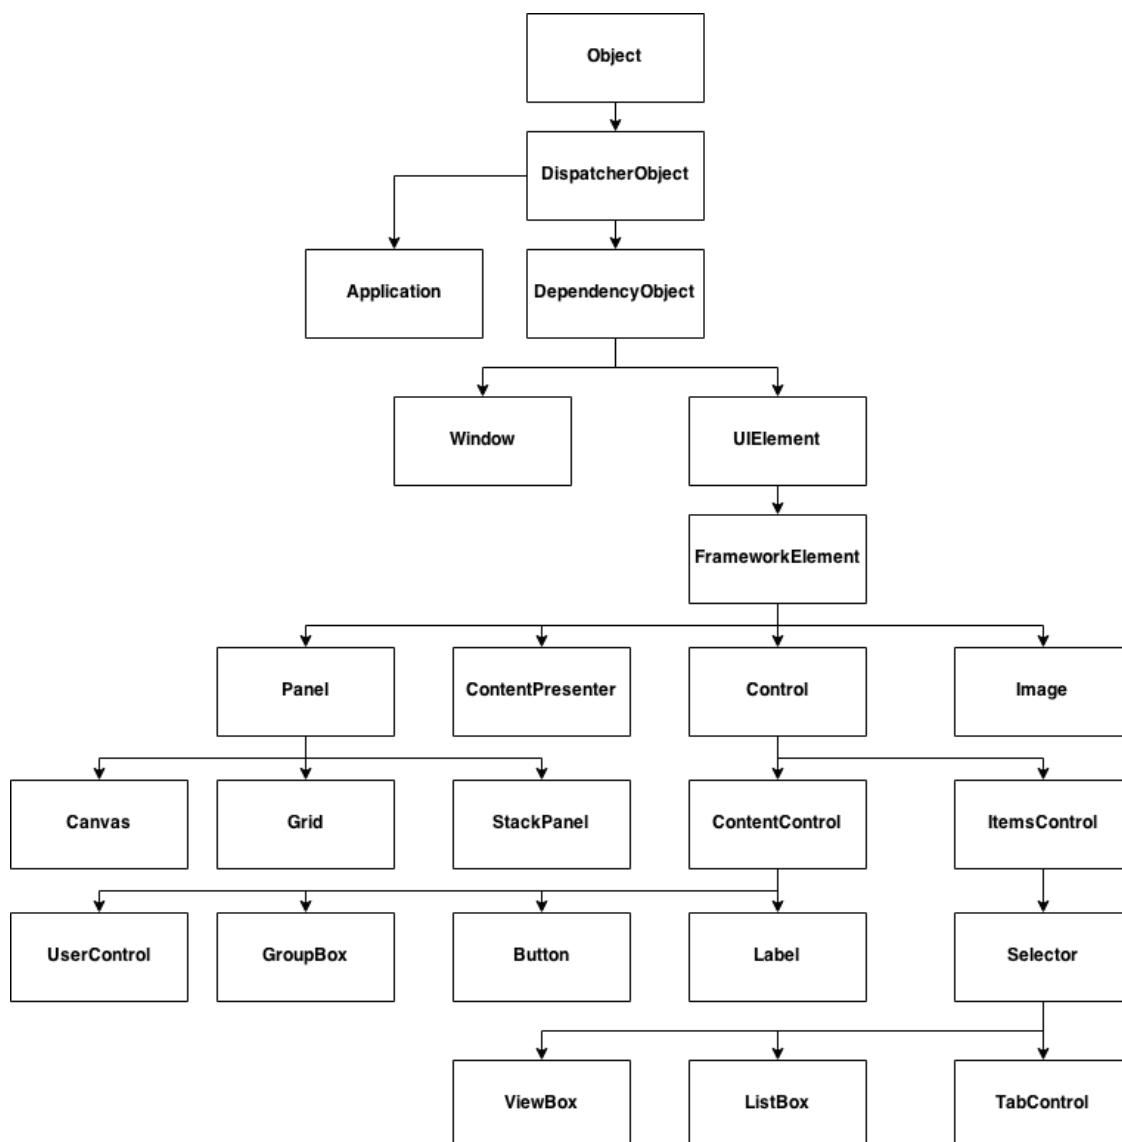 Object
DispatcherObject
Application
DependencyObject
Window
UIElement
FrameworkElement
Panel
ContentPresenter
Control
Image
Canvas
Grid
StackPanel
ContentControl
ItemsControl
UserControl
GroupBox
Button
Label
Selector
ViewBox
ListBox
TabControl